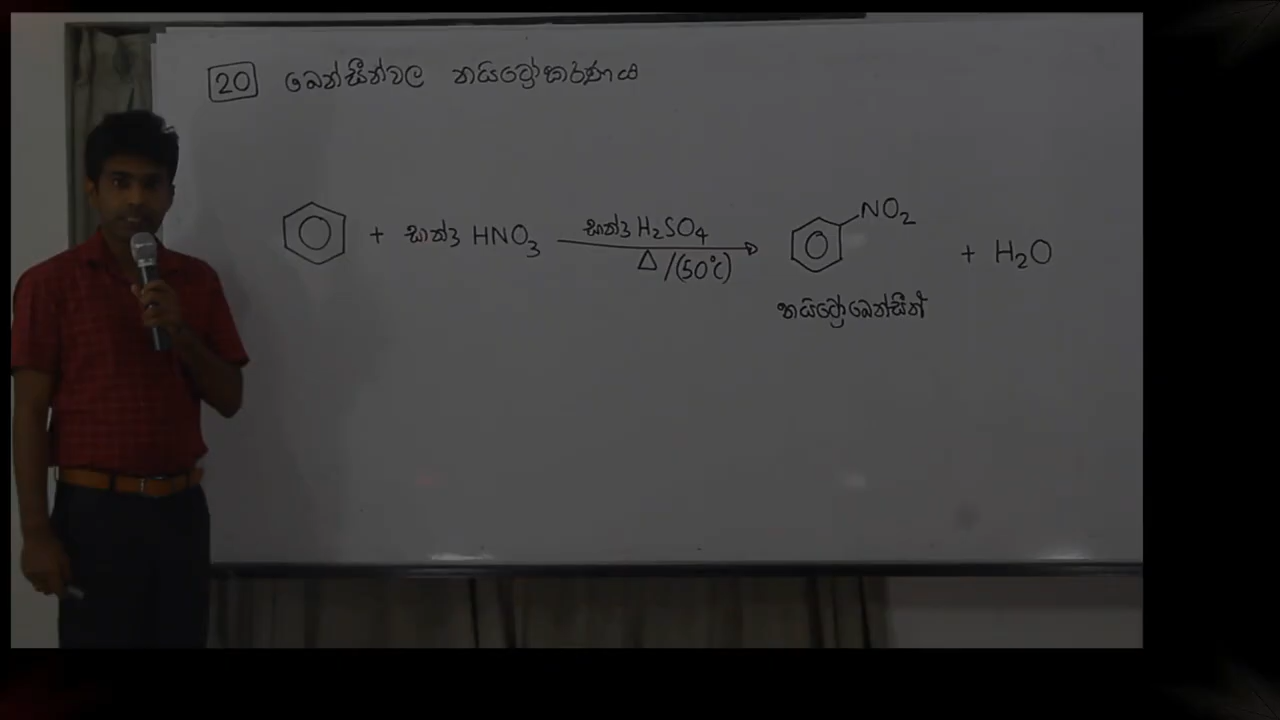 20 බෙන්සීන්වල නයිට්‍රෝකරණය
+ සාන්ද්‍ර HNO₃ සාන්ද්‍ර H₂SO₄ NO₂ + H₂O
Δ/(50°C)
නයිට්‍රොබෙන්සීන්